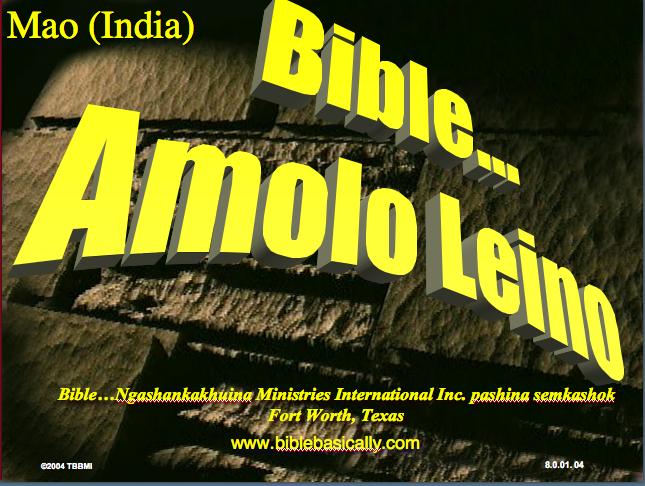 Mao (India)
Bible...
Amolo Leino
Bible…Ngashankakhuina Ministries International Inc. pashina semkashok
Fort Worth, Texas
www.biblebasically.com
©2004 TBBMI
8.0.01. 04